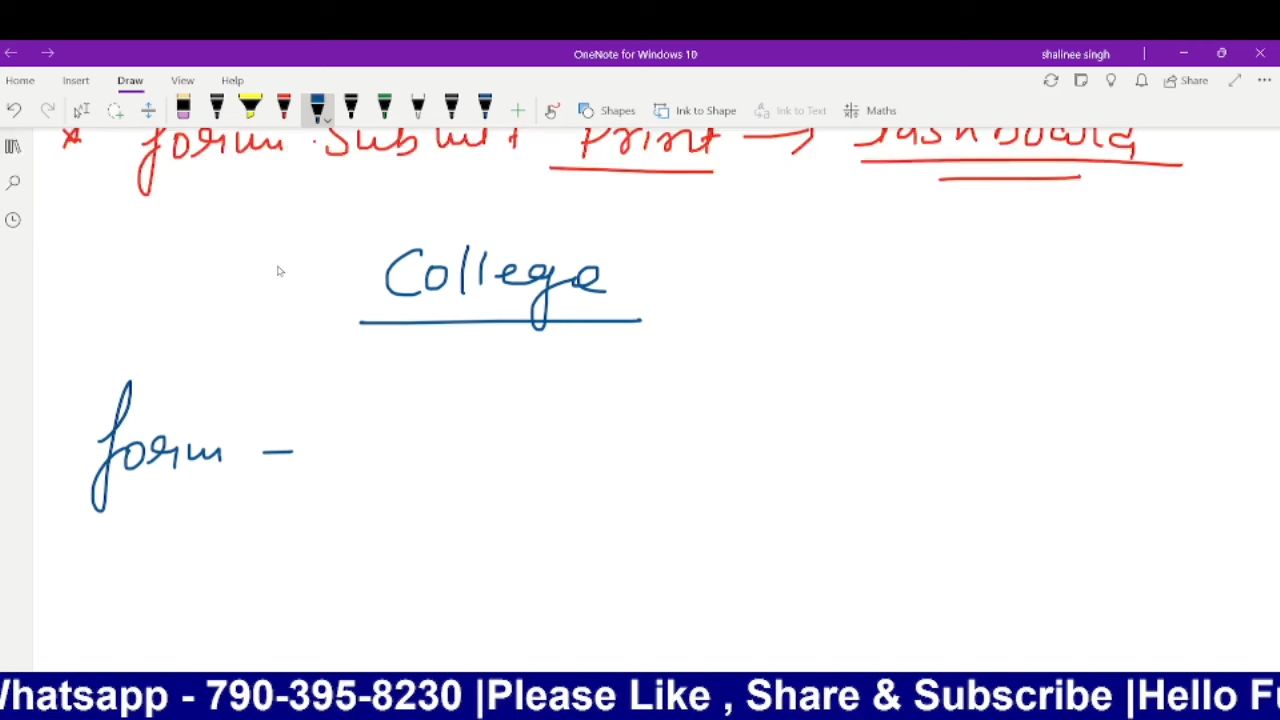 OneNote for Windows 10
shalinee singh
Home Insert Draw View Help
Share
Shapes Ink to Shape Ink to Text Maths
* form Submit Print → Dashboard
College
form –
Whatsapp - 790-395-8230 |Please Like , Share & Subscribe |Hello F